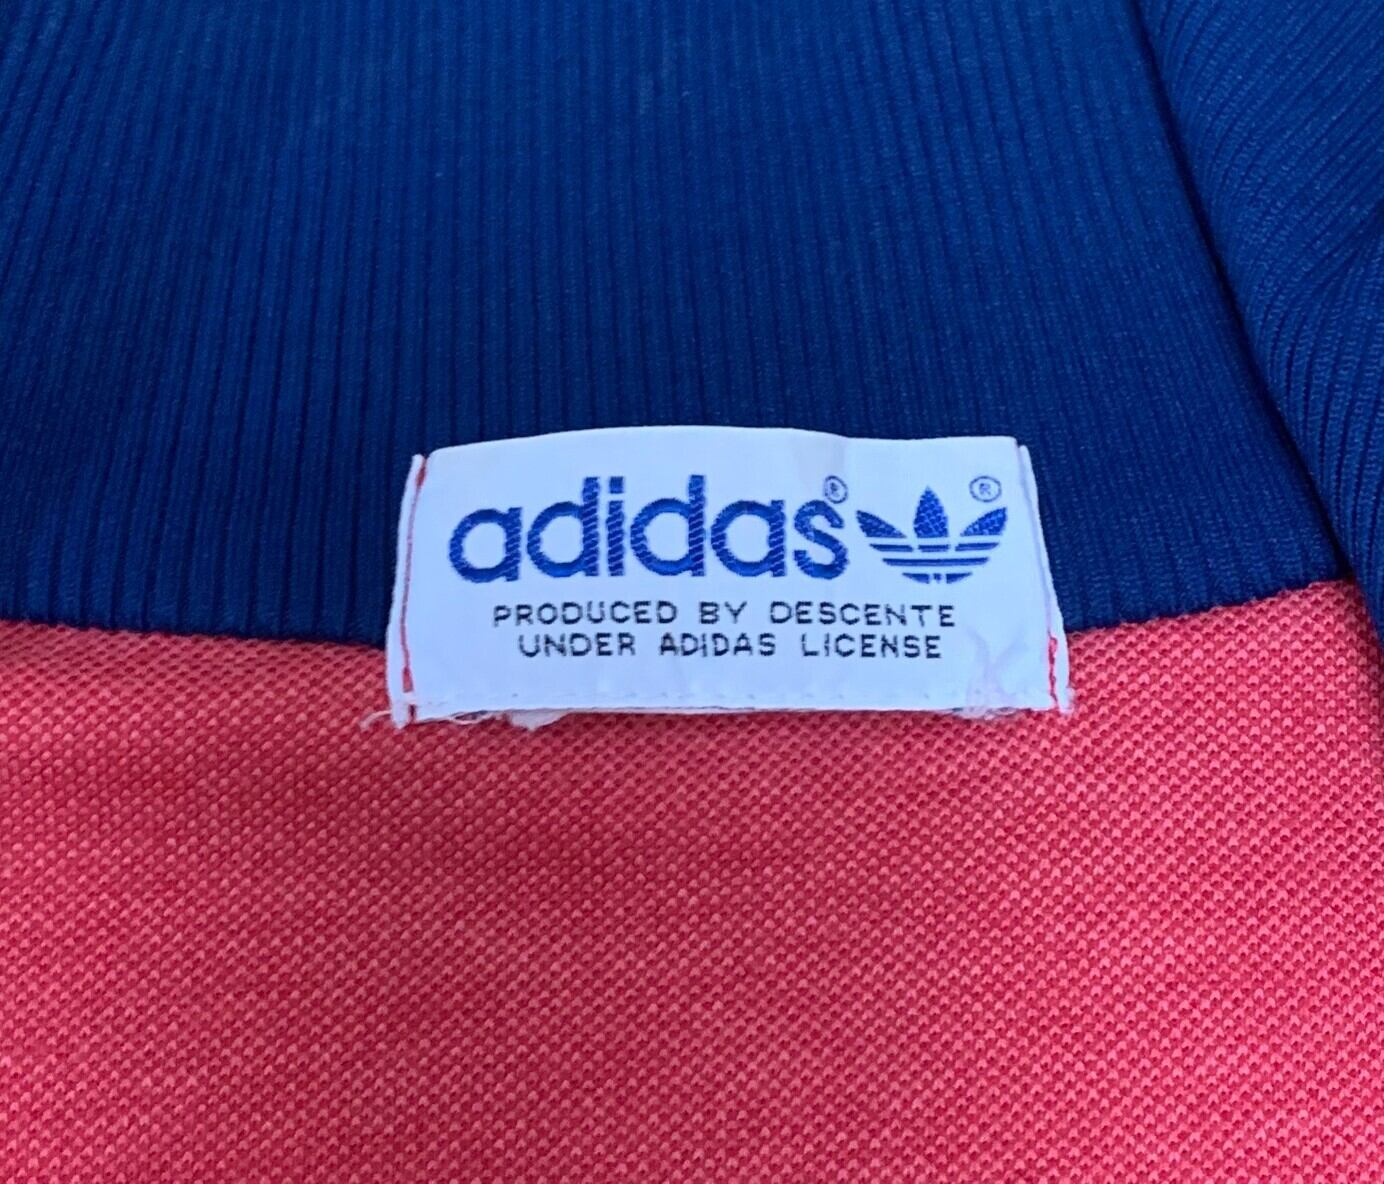 adidas® ®
PRODUCED BY DESCENTE
UNDER ADIDAS LICENSE